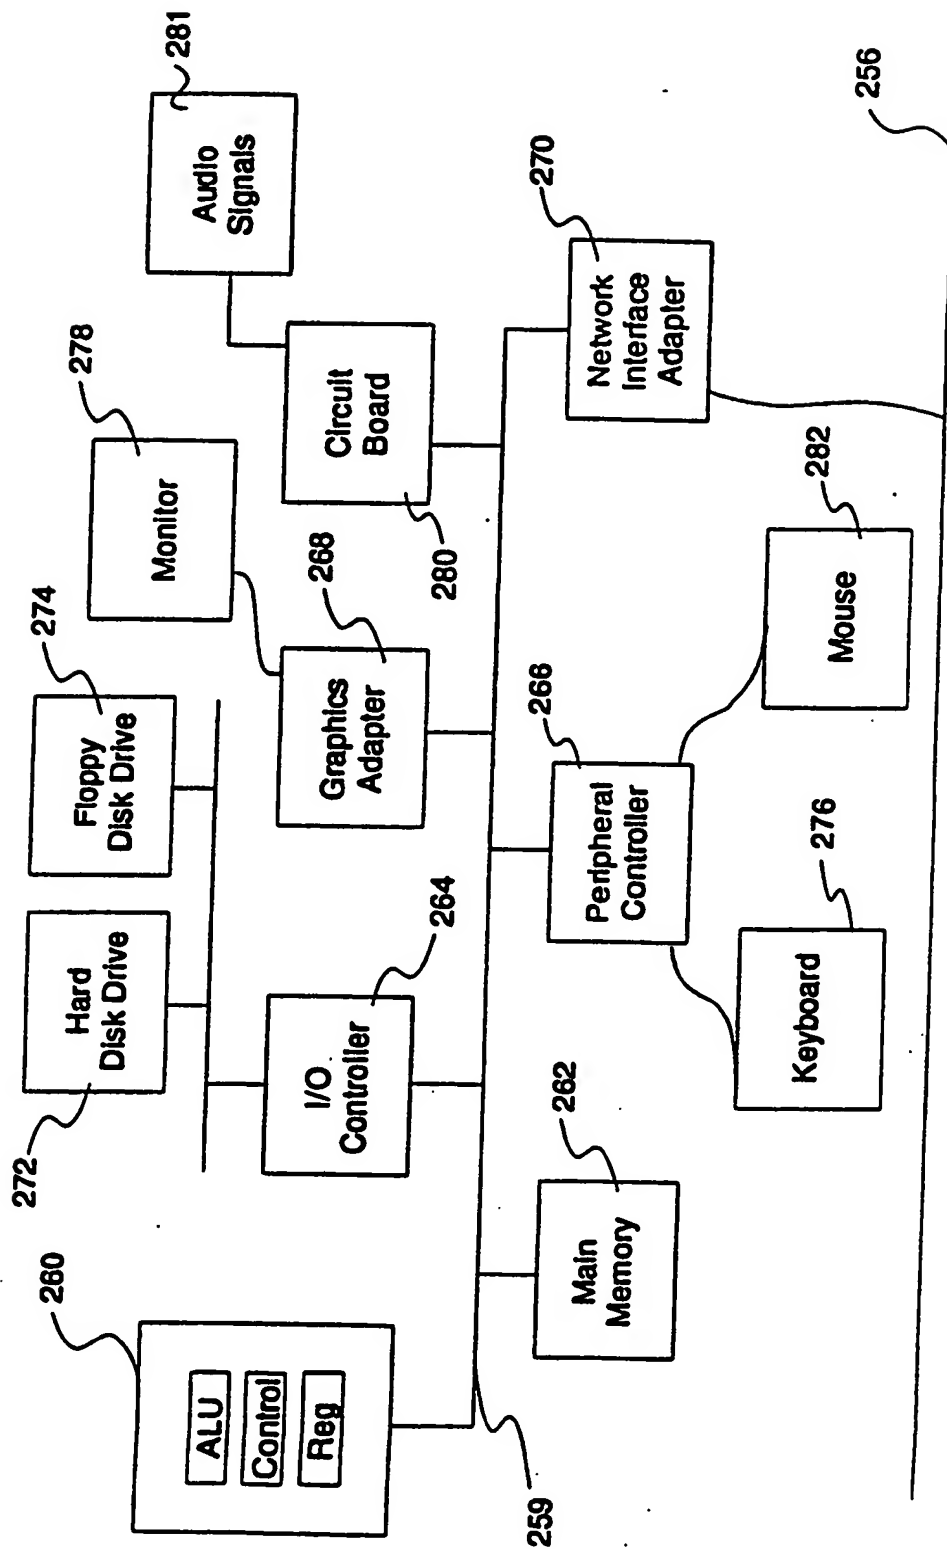 260
ALU
Control
Reg
259
272
Hard
Disk Drive
274
Floppy
Disk Drive
278
Monitor
281
Audio
Signals
I/O
Controller
264
Graphics
Adapter
268
Circuit
Board
280
Main
Memory
262
Peripheral
Controller
266
Network
Interface
Adapter
270
Keyboard
276
Mouse
282
256